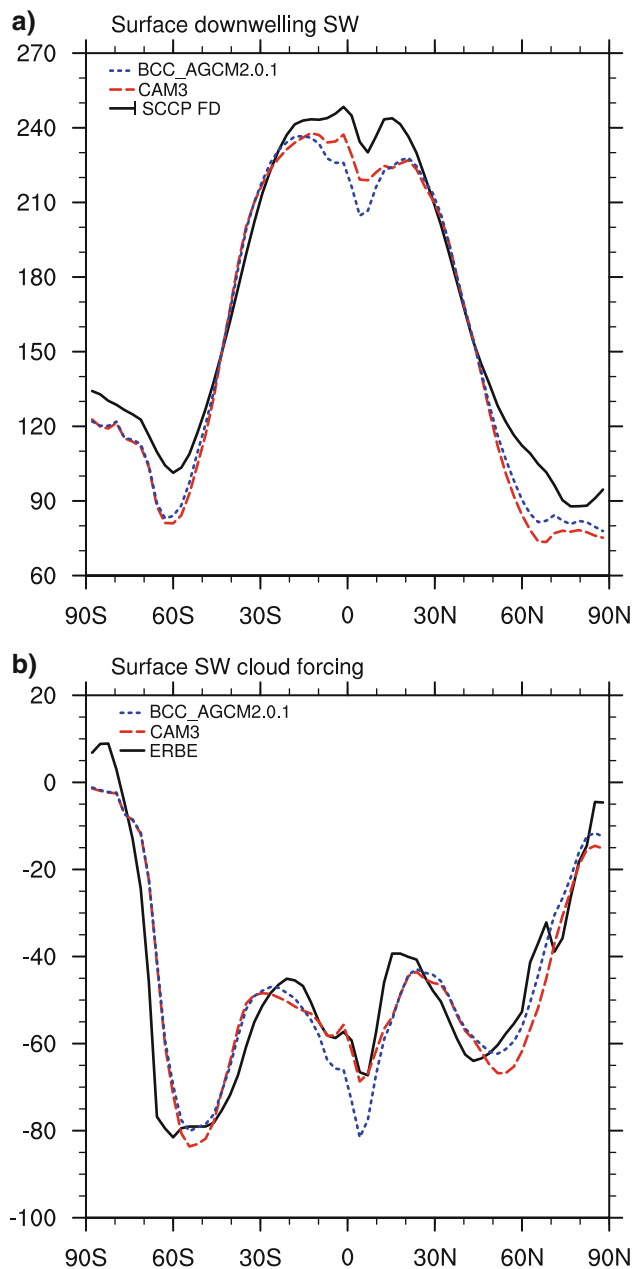 a) Surface downwelling SW
270
BCC_AGCM2.0.1
CAM3
SCCP FD
240
210
180
150
120
90
60
90S 60S 30S 0 30N 60N 90N
b) Surface SW cloud forcing
20
BCC_AGCM2.0.1
CAM3
ERBE
0
-20
-40
-60
-80
-100
90S 60S 30S 0 30N 60N 90N